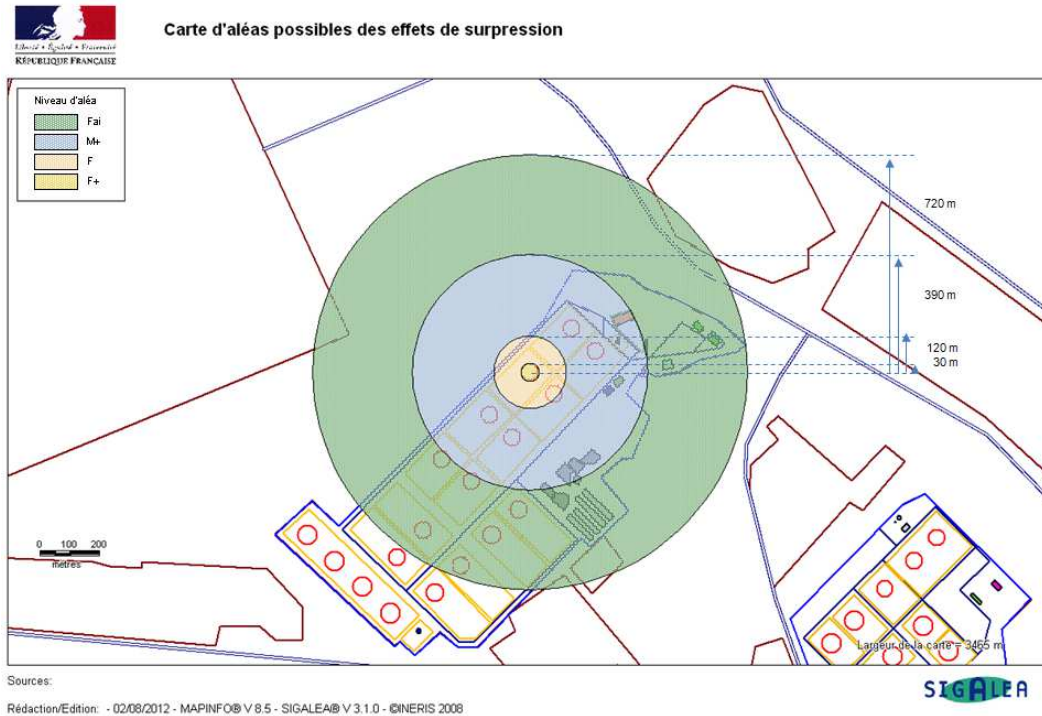 Carte d'aléas possibles des effets de surpression
Liberté • Égalité • Fraternité
RÉPUBLIQUE FRANÇAISE
Niveau d'aléa
Fai
M+
F
F+
720 m
390 m
120 m
30 m
0 100 200
metres
Largeur de la carte = 3465 m
Sources:
Rédaction/Edition: - 02/08/2012 - MAPINFO® V 8.5 - SIGALEA® V 3.1.0 - ©INERIS 2008
SIGALEA